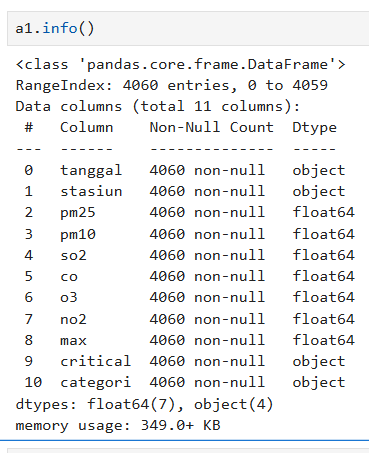 a1.info()
<class 'pandas.core.frame.DataFrame'>
RangeIndex: 4060 entries, 0 to 4059
Data columns (total 11 columns):
 #   Column    Non-Null Count  Dtype
---  ------    --------------  -----
 0   tanggal   4060 non-null   object
 1   stasiun   4060 non-null   object
 2   pm25      4060 non-null   float64
 3   pm10      4060 non-null   float64
 4   so2       4060 non-null   float64
 5   co        4060 non-null   float64
 6   o3        4060 non-null   float64
 7   no2       4060 non-null   float64
 8   max       4060 non-null   float64
 9   critical  4060 non-null   object
 10  categori  4060 non-null   object
dtypes: float64(7), object(4)
memory usage: 349.0+ KB